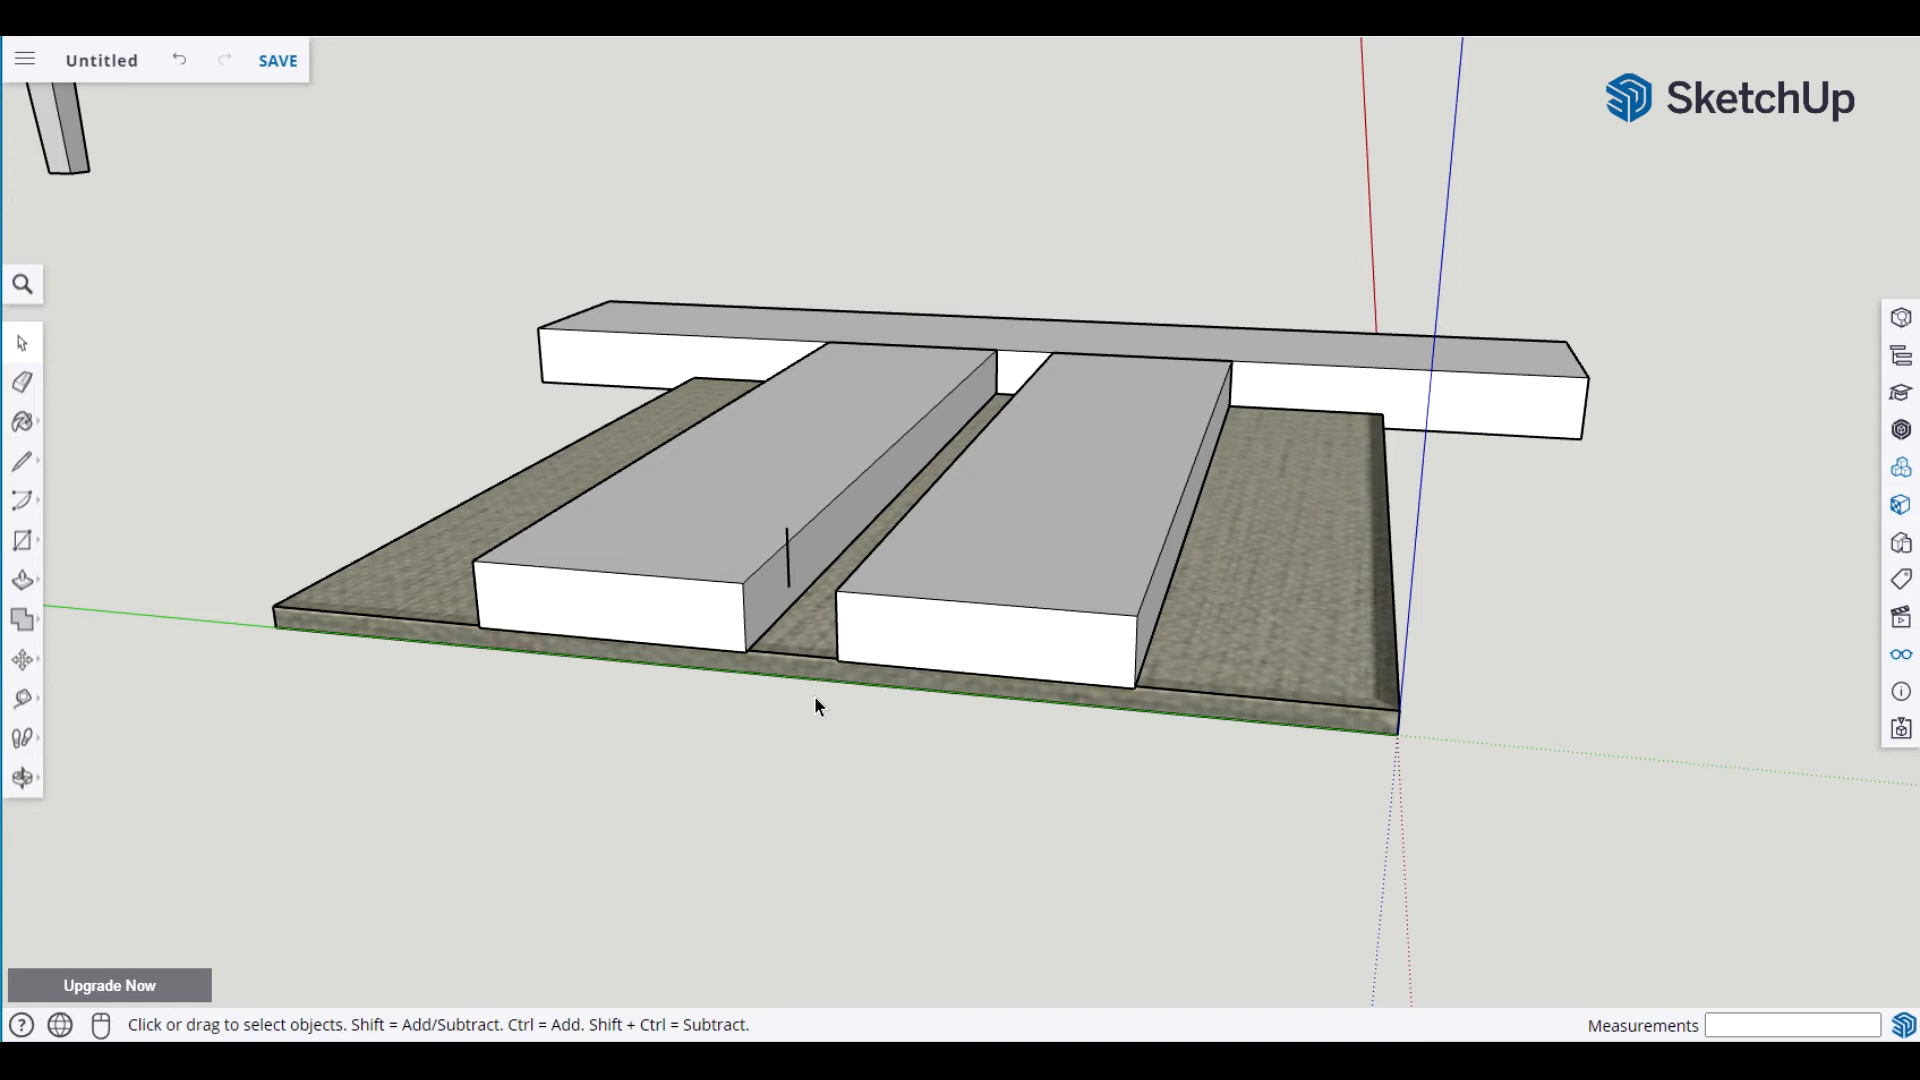 Untitled
SAVE
SketchUp
Upgrade Now
Click or drag to select objects. Shift = Add/Subtract. Ctrl = Add. Shift + Ctrl = Subtract.
Measurements